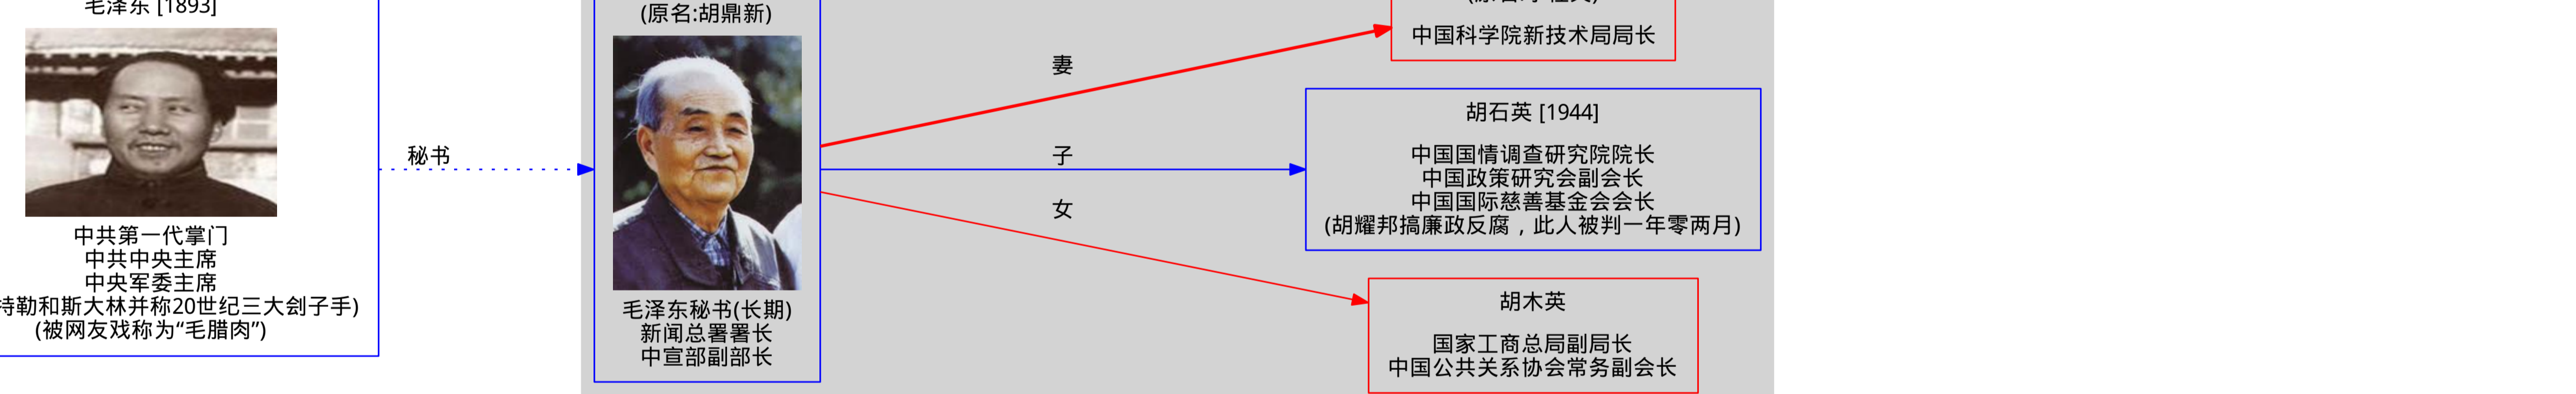 毛泽东 [1893]
中共第一代掌门
中共中央主席
中央军委主席
特勒和斯大林并称20世纪三大刽子手)
(被网友戏称为“毛腊肉”)
秘书
(原名:胡鼎新)
毛泽东秘书(长期)
新闻总署署长
中宣部副部长
妻
子
女
中国科学院新技术局局长
胡石英 [1944]
中国国情调查研究院院长
中国政策研究会副会长
中国国际慈善基金会会长
(胡耀邦搞廉政反腐，此人被判一年零两月)
胡木英
国家工商总局副局长
中国公共关系协会常务副会长